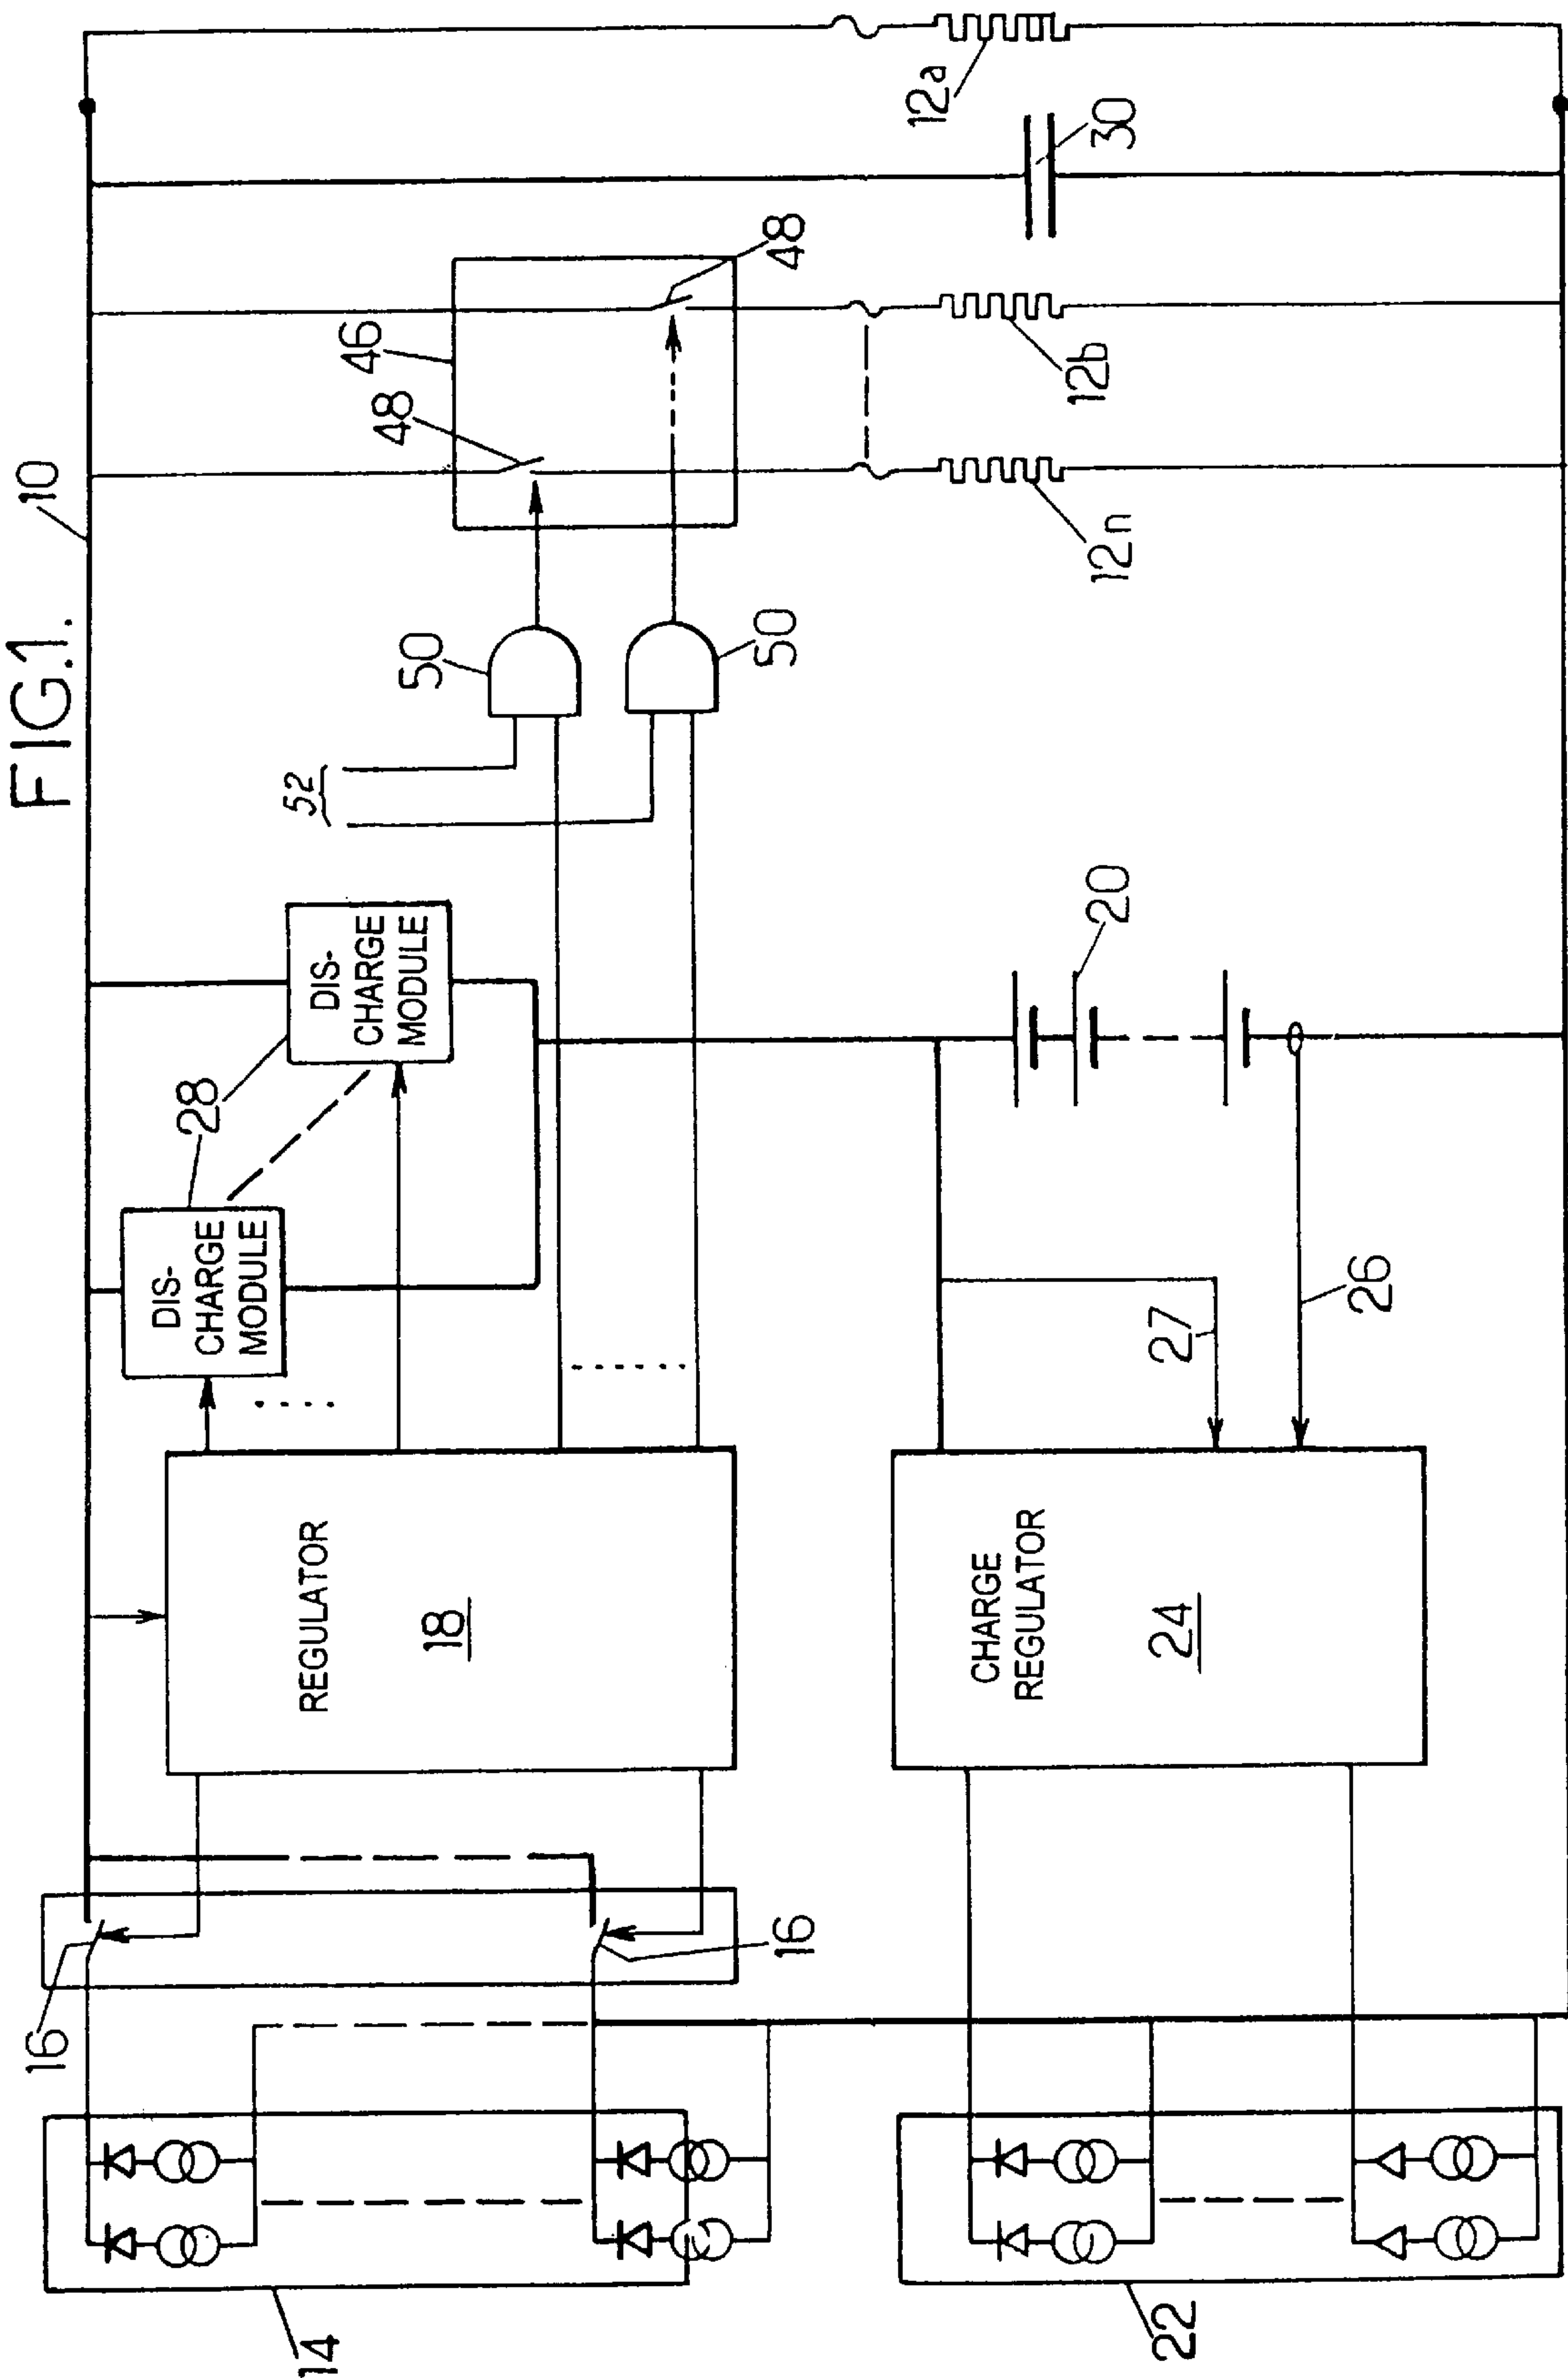 FIG.1.
10
16
14
16
REGULATOR
18
28
DIS-
CHARGE
MODULE
DIS-
CHARGE
MODULE
52
50
50
46
48
48
12a
30
12b
12n
20
22
CHARGE
REGULATOR
24
27
26